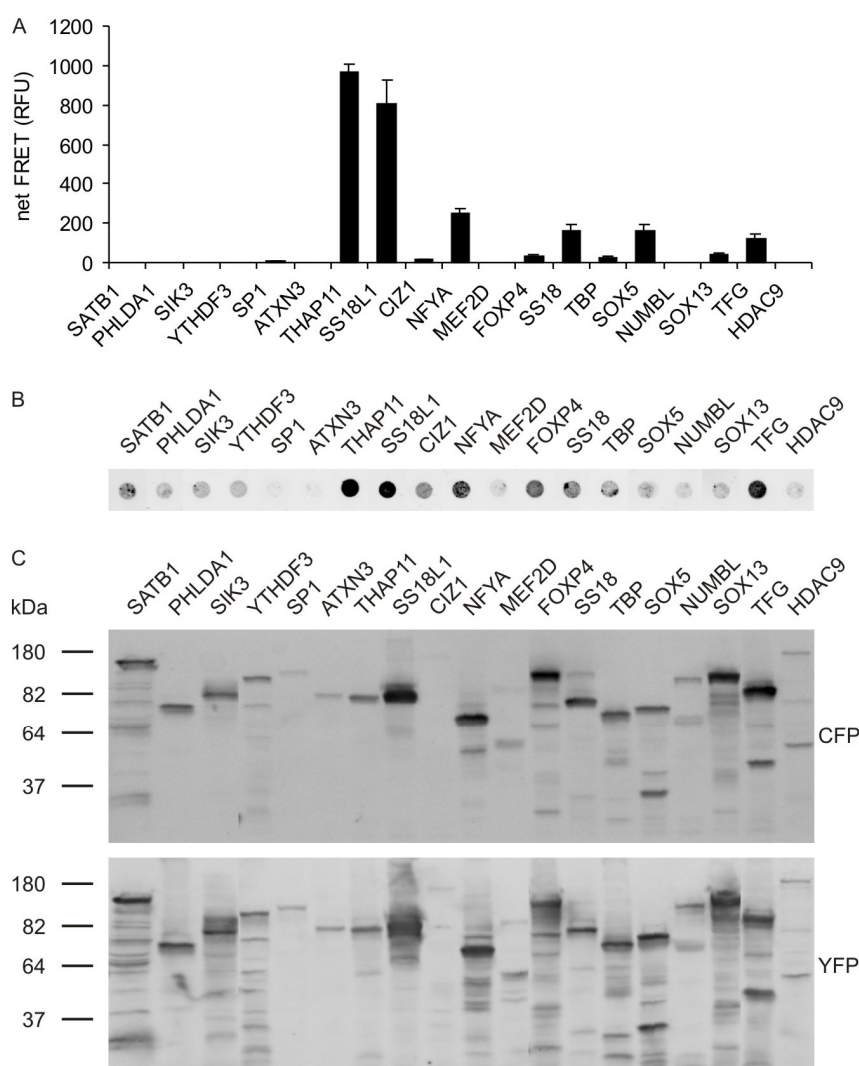 A
1200
1000
800
600
400
200
0
net FRET (RFU)
SATB1 PHLDA1 SIK3 YTHDF3 SP1 ATXN3 THAP11 SS18L1 CIZ1 NFYA MEF2D FOXP4 SS18 TBP SOX5 NUMBL SOX13 TFG HDAC9
B
SATB1 PHLDA1 SIK3 YTHDF3 SP1 ATXN3 THAP11 SS18L1 CIZ1 NFYA MEF2D FOXP4 SS18 TBP SOX5 NUMBL SOX13 TFG HDAC9
C
SATB1 PHLDA1 SIK3 YTHDF3 SP1 ATXN3 THAP11 SS18L1 CIZ1 NFYA MEF2D FOXP4 SS18 TBP SOX5 NUMBL SOX13 TFG HDAC9
kDa
180
82
64
37
CFP
180
82
64
37
YFP